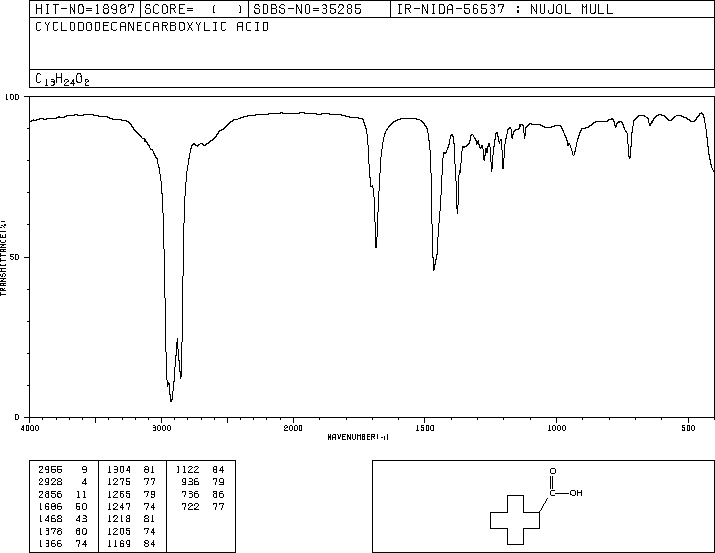 HIT-NO=18987 SCORE= ( ) SDBS-NO=35285 IR-NIDA-56537 : NUJOL MULL
CYCLODODECANECARBOXYLIC ACID
C13H24O2
100
50
0
TRANSMITTANCE(%)
4000 3000 2000 1500 1000 500
WAVENUMBER(-1)
2956 9 1304 81 1122 84
2928 4 1275 77 936 79
2856 11 1265 79 756 86
1686 50 1247 74 722 77
1468 43 1218 81
1378 60 1205 74
1366 74 1169 84
O
C-OH